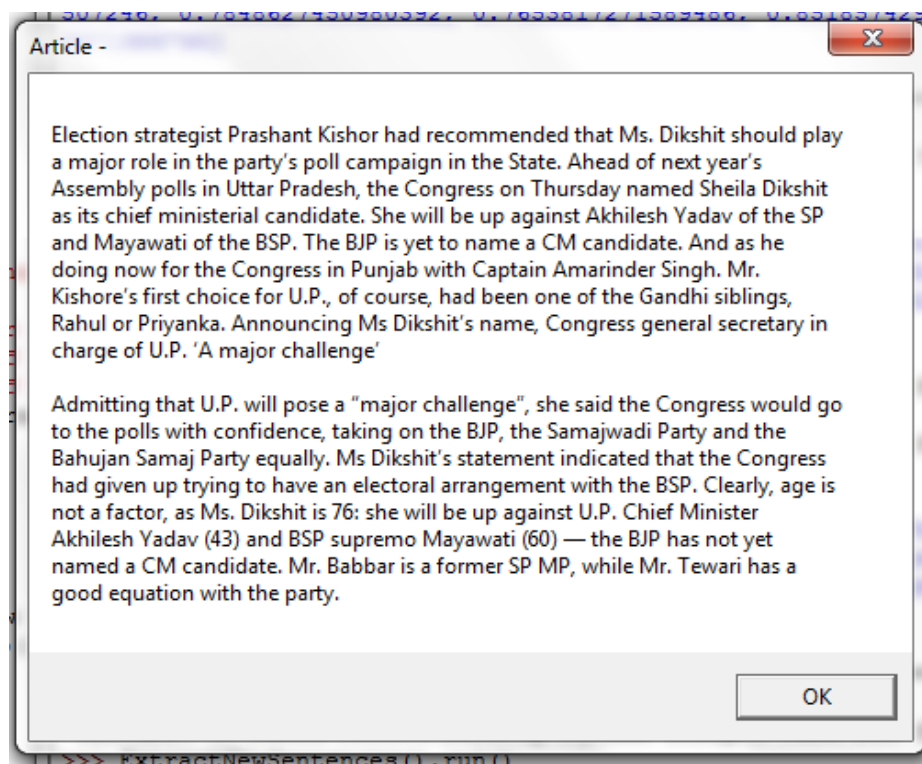 507246, 0.7848627450980392, 0.7653817271589486, 0.831857425
Article -
Election strategist Prashant Kishor had recommended that Ms. Dikshit should play
a major role in the party’s poll campaign in the State. Ahead of next year’s
Assembly polls in Uttar Pradesh, the Congress on Thursday named Sheila Dikshit
as its chief ministerial candidate. She will be up against Akhilesh Yadav of the SP
and Mayawati of the BSP. The BJP is yet to name a CM candidate. And as he
doing now for the Congress in Punjab with Captain Amarinder Singh. Mr.
Kishore’s first choice for U.P., of course, had been one of the Gandhi siblings,
Rahul or Priyanka. Announcing Ms Dikshit’s name, Congress general secretary in
charge of U.P. ‘A major challenge’
Admitting that U.P. will pose a “major challenge”, she said the Congress would go
to the polls with confidence, taking on the BJP, the Samajwadi Party and the
Bahujan Samaj Party equally. Ms Dikshit’s statement indicated that the Congress
had given up trying to have an electoral arrangement with the BSP. Clearly, age is
not a factor, as Ms. Dikshit is 76: she will be up against U.P. Chief Minister
Akhilesh Yadav (43) and BSP supremo Mayawati (60) — the BJP has not yet
named a CM candidate. Mr. Babbar is a former SP MP, while Mr. Tewari has a
good equation with the party.
OK
>>> ExtractNewSentences().run()